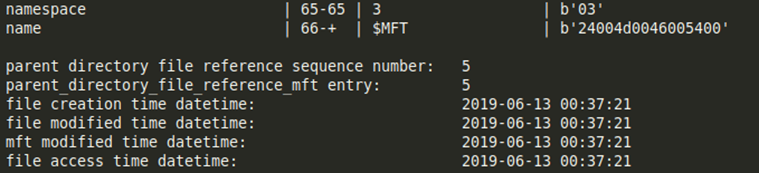 namespace | 65-65 | 3 | b'03'
name | 66-+ | $MFT | b'24004d0046005400'
parent directory file reference sequence number: 5
parent_directory_file_reference_mft entry: 5
file creation time datetime: 2019-06-13 00:37:21
file modified time datetime: 2019-06-13 00:37:21
mft modified time datetime: 2019-06-13 00:37:21
file access time datetime: 2019-06-13 00:37:21